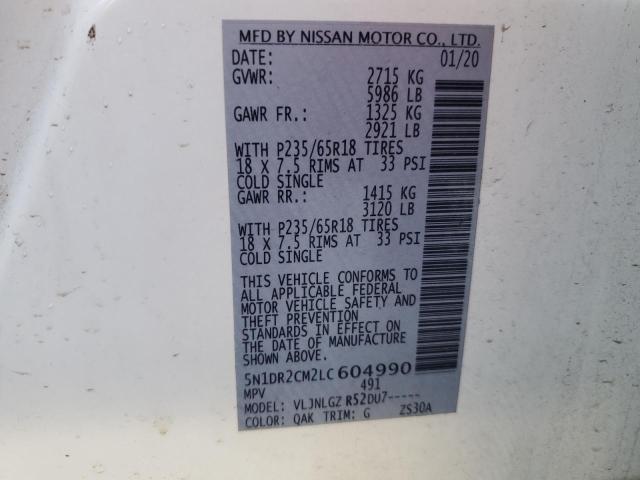 MFD BY NISSAN MOTOR CO., LTD.
DATE: 01/20
GVWR: 2715 KG
5986 LB
GAWR FR.: 1325 KG
2921 LB
WITH P235/65R18 TIRES
18 X 7.5 RIMS AT 33 PSI
COLD SINGLE
GAWR RR.: 1415 KG
3120 LB
WITH P235/65R18 TIRES
18 X 7.5 RIMS AT 33 PSI
COLD SINGLE
THIS VEHICLE CONFORMS TO
ALL APPLICABLE FEDERAL
MOTOR VEHICLE SAFETY AND
THEFT PREVENTION
STANDARDS IN EFFECT ON
THE DATE OF MANUFACTURE
SHOWN ABOVE.
5N1DR2CM2LC604990
MPV 491
MODEL: VLJNLGZ R52DU7-----
COLOR: QAK TRIM: G ZS30A